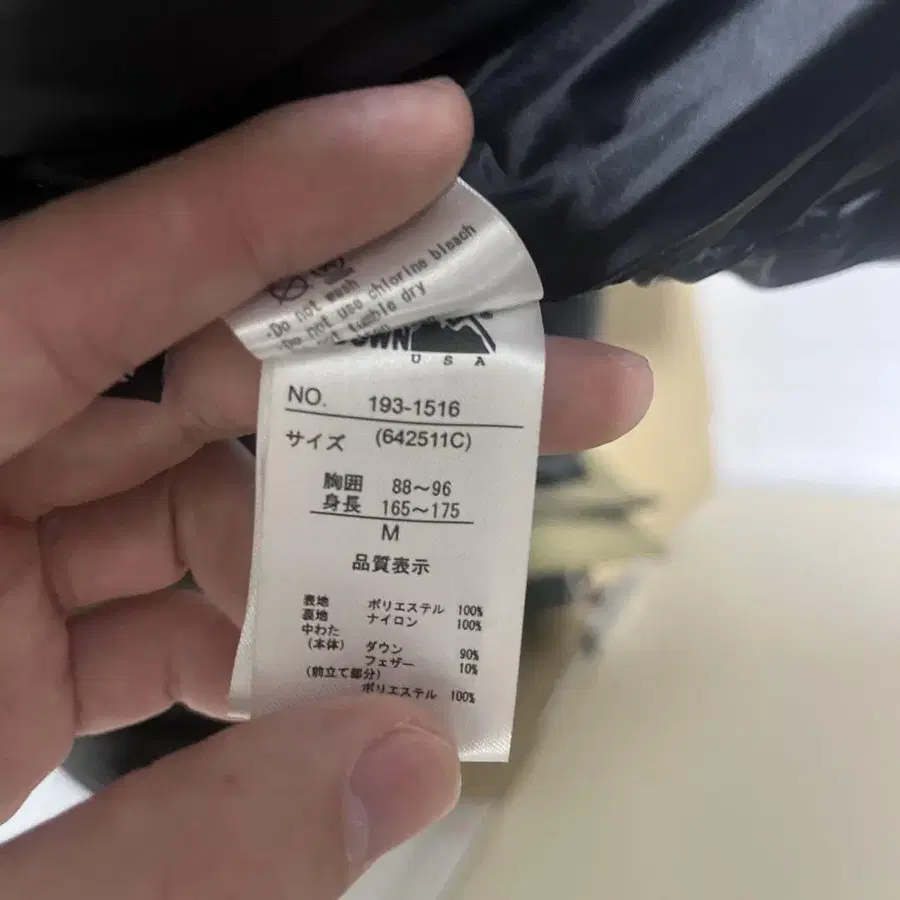 ·Do not wash
·Do not use chlorine bleach
tumble dry
USA
NO. 193-1516
サイズ (642511C)
胸囲 88～96
身長 165～175
M
品質表示
表地 ポリエステル 100%
裏地 ナイロン 100%
中わた
(本体) ダウン 90%
フェザー 10%
(前立て部分)
ポリエステル 100%